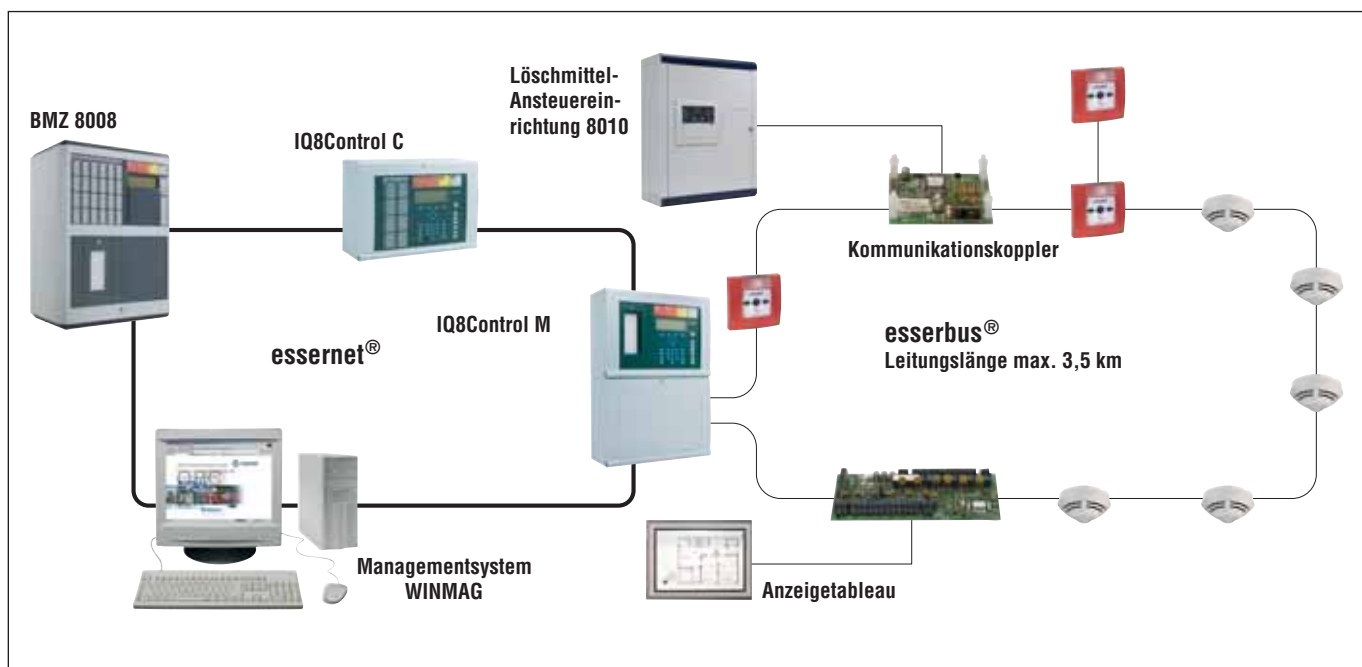 BMZ 8008
IQ8Control C
Löschmittel-
Ansteuerein-
richtung 8010
Kommunikationskoppler
IQ8Control M
essernet®
esserbus®
Leitungslänge max. 3,5 km
Managementsystem
WINMAG
Anzeigetableau